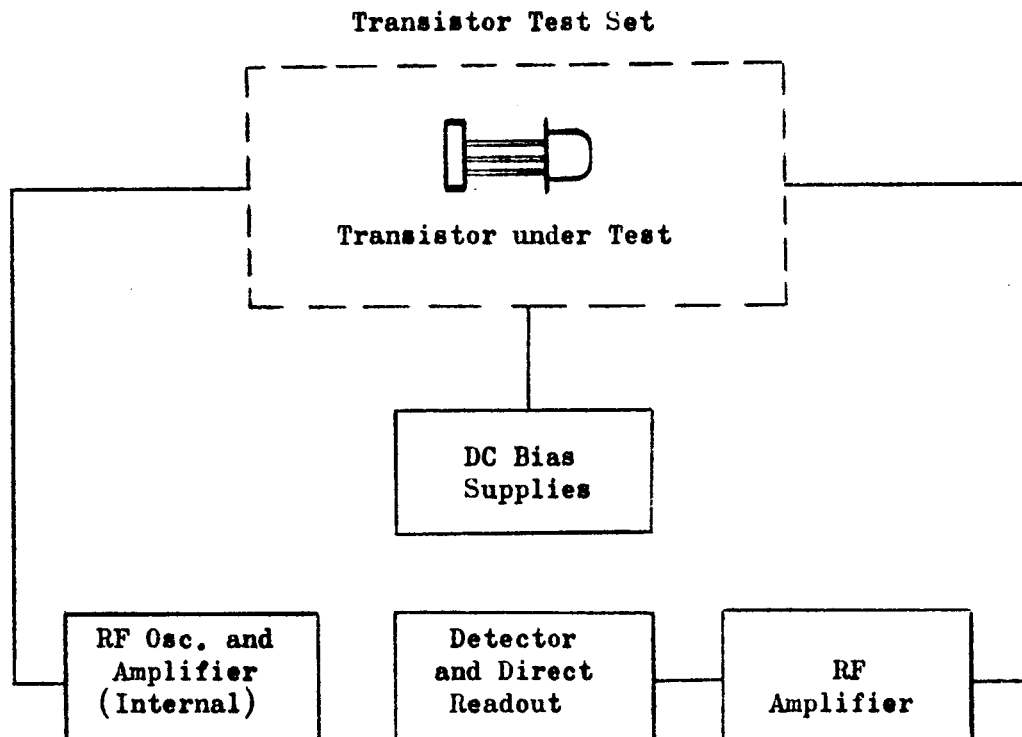 Transistor Test Set
Transistor under Test
DC Bias
Supplies
RF Osc. and
Amplifier
(Internal)
Detector
and Direct
Readout
RF
Amplifier